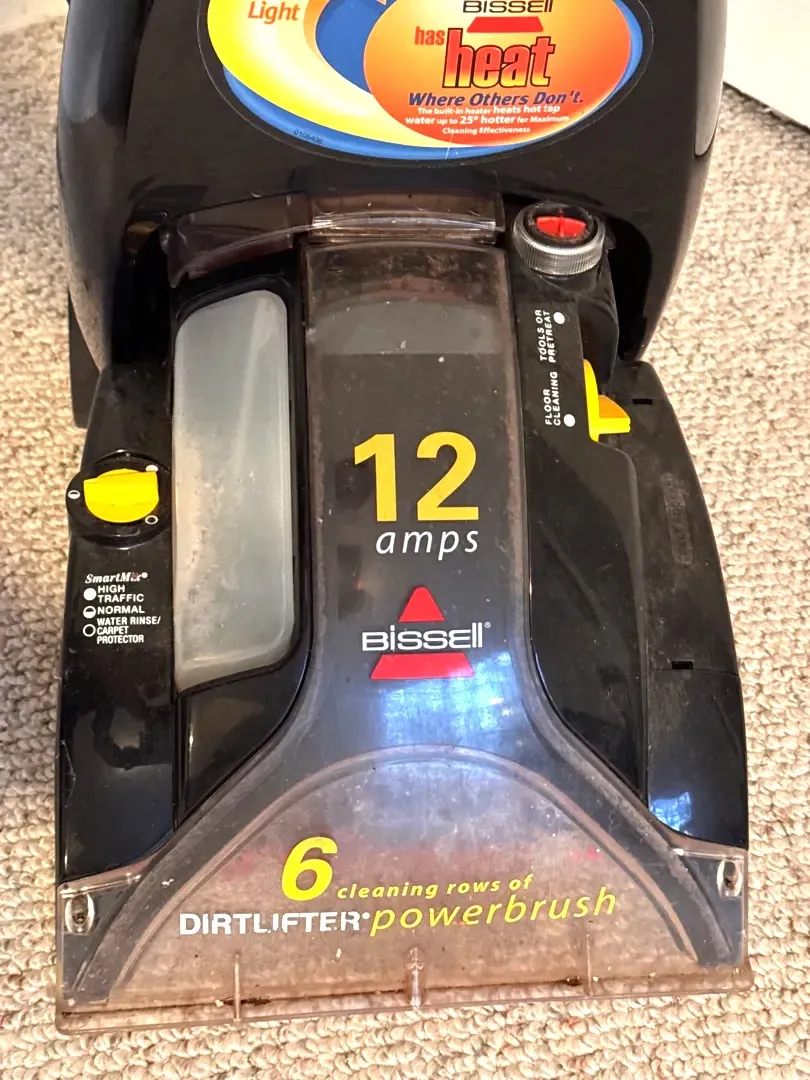 Light
BISSELL
has
heat
Where Others Don't.
The built-in heater heats hot tap
water up to 25° hotter for Maximum
Cleaning Effectiveness
TOOLS OR
PRETREAT
FLOOR
CLEANING
12
amps
SmartMix®
HIGH
TRAFFIC
NORMAL
WATER RINSE/
CARPET
PROTECTOR
BISSELL®
6 cleaning rows of
DIRTLIFTER® powerbrush